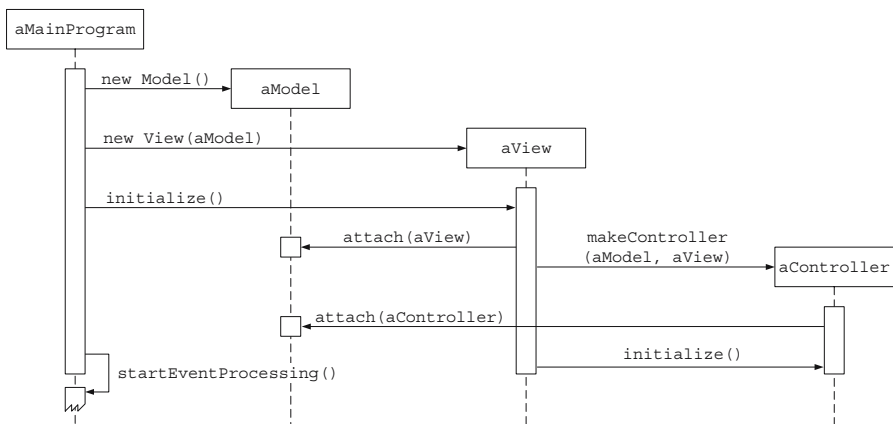 aMainProgram
new Model()
aModel
new View(aModel)
aView
initialize()
attach(aView)
makeController
(aModel, aView)
aController
attach(aController)
initialize()
startEventProcessing()